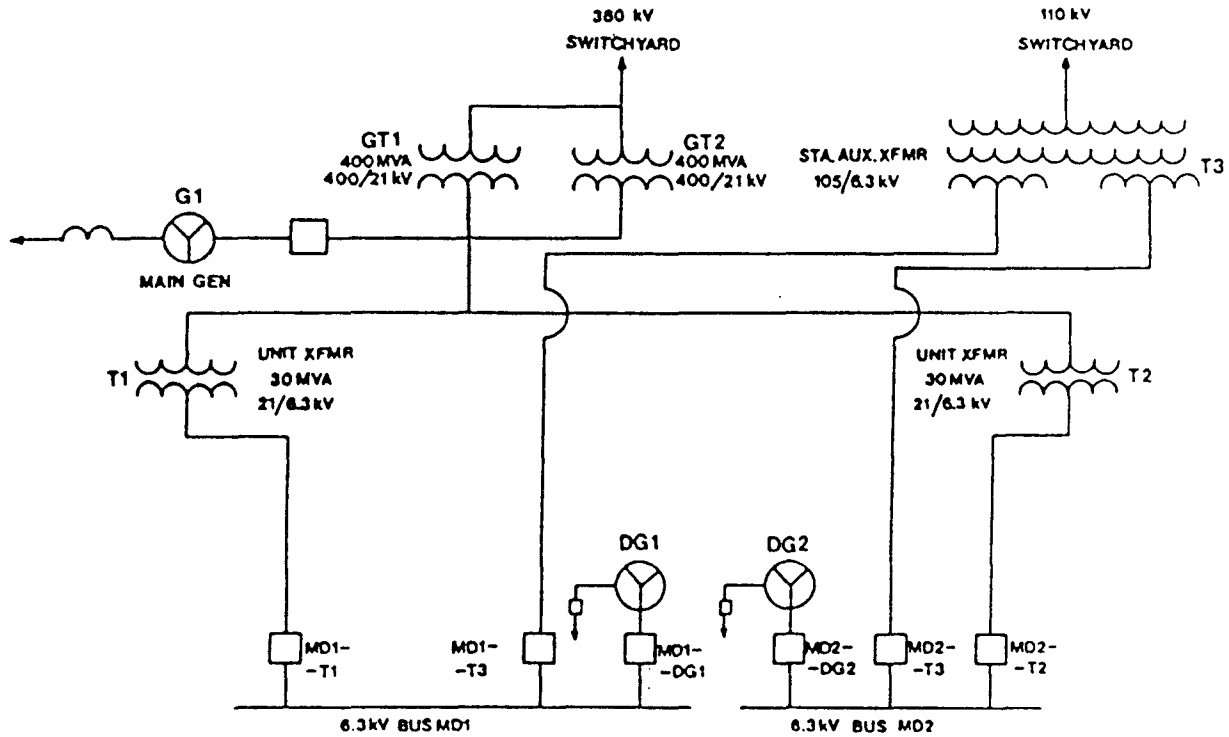 360 kV
SWITCHYARD
110 kV
SWITCHYARD
GT1
400 MVA
400/21 kV
GT2
400 MVA
400/21 kV
STA. AUX. XFMR
105/6.3 kV
T3
G1
MAIN GEN
T1
UNIT XFMR
30 MVA
21/6.3 kV
UNIT XFMR
30 MVA
21/6.3 kV
T2
DG1
DG2
MD1-
-T1
MD1-
-T3
MD1-
-DG1
MD2-
-DG2
MD2-
-T3
MD2-
-T2
6.3 kV BUS MD1
6.3 kV BUS MD2